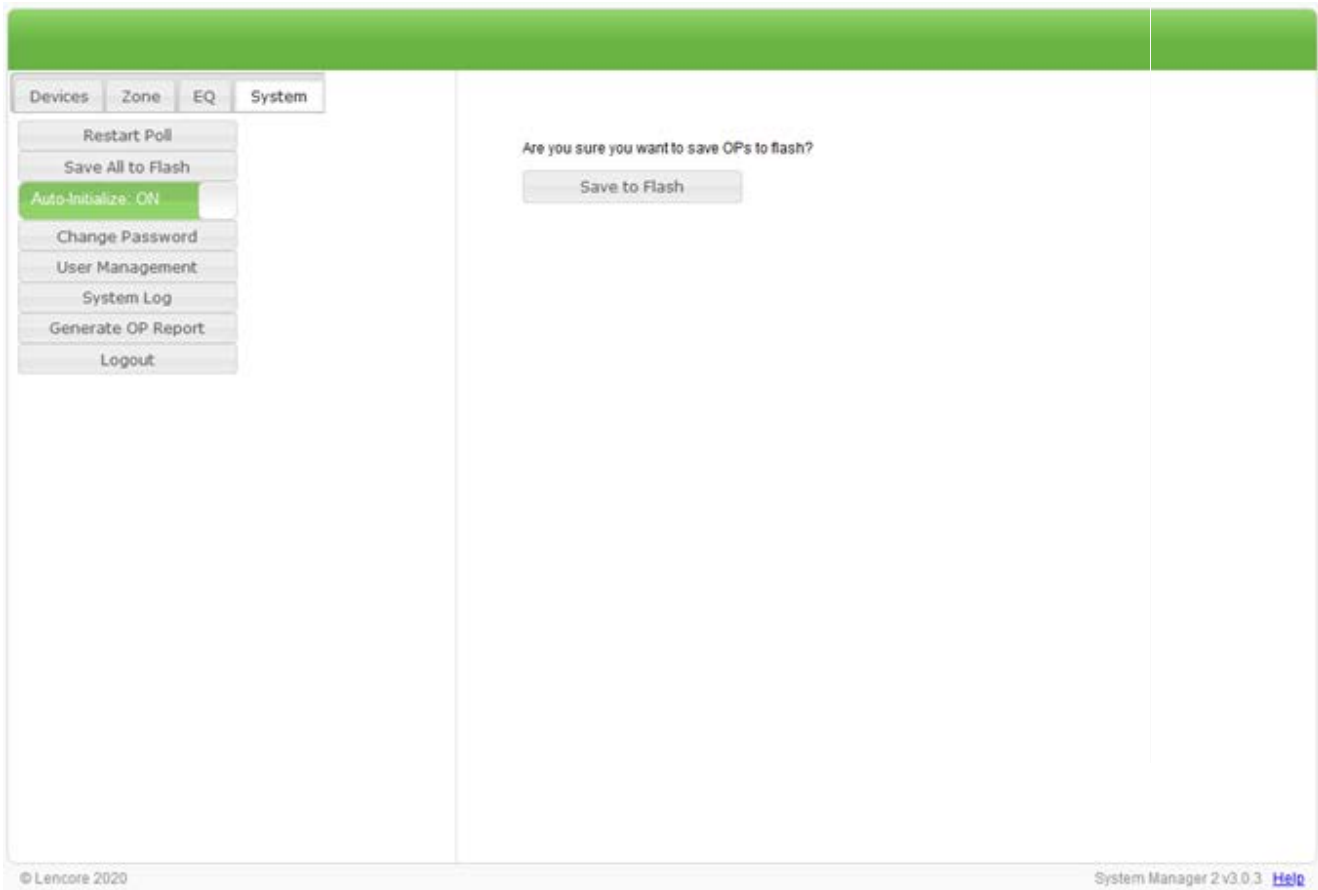 Devices Zone EQ System
Restart Poll
Save All to Flash
Auto-Initialize: ON
Change Password
User Management
System Log
Generate OP Report
Logout
Are you sure you want to save OPs to flash?
Save to Flash
© Lencore 2020
System Manager 2 v3.0.3 Help